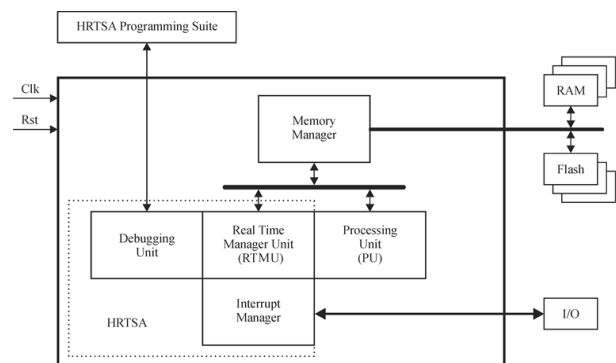 HRTSA Programming Suite
Clk
Rst
Memory
Manager
RAM
Flash
Debugging
Unit
Real Time
Manager Unit
(RTMU)
Processing
Unit
(PU)
HRTSA
Interrupt
Manager
I/O